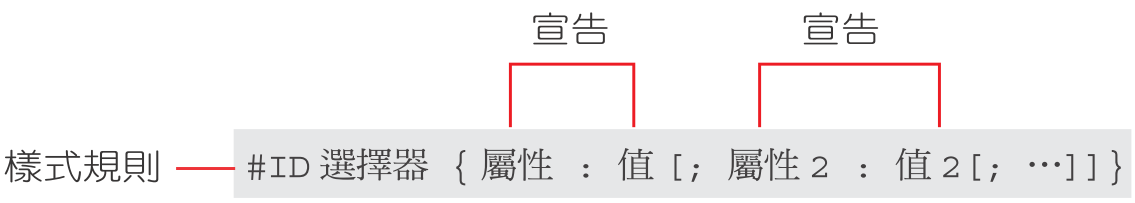 宣告 宣告
樣式規則 #ID 選擇器 { 屬性 : 值 [; 屬性2 : 值2[; …]]}